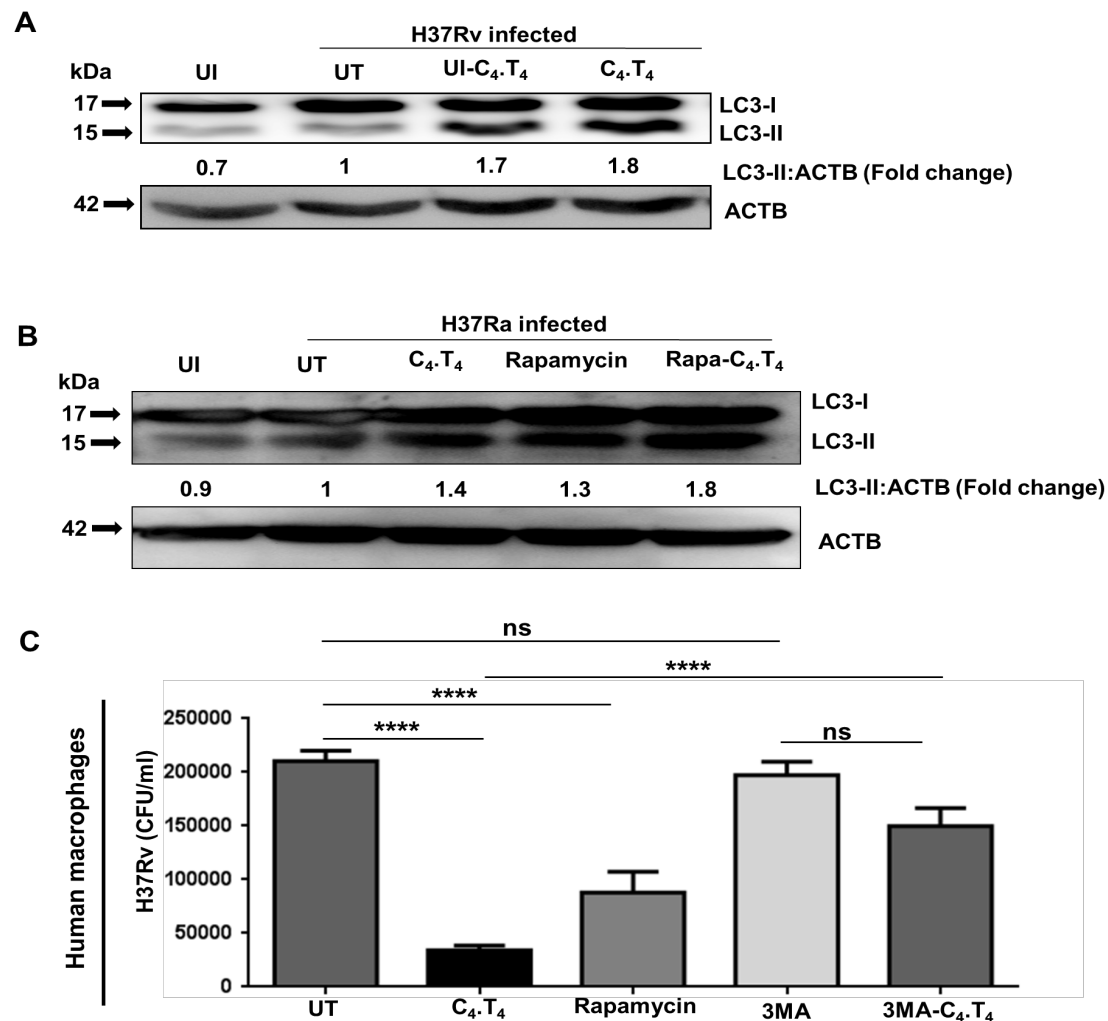 A
H37Rv infected
kDa UI UT UI-C₄.T₄ C₄.T₄
17 LC3-I
15 LC3-II
0.7 1 1.7 1.8 LC3-II:ACTB (Fold change)
42 ACTB
B
H37Ra infected
kDa UI UT C₄.T₄ Rapamycin Rapa-C₄.T₄
17 LC3-I
15 LC3-II
0.9 1 1.4 1.3 1.8 LC3-II:ACTB (Fold change)
42 ACTB
C
ns
****
****
****
ns
Human macrophages
H37Rv (CFU/ml)
250000
200000
150000
100000
50000
0
UT C₄.T₄ Rapamycin 3MA 3MA-C₄.T₄